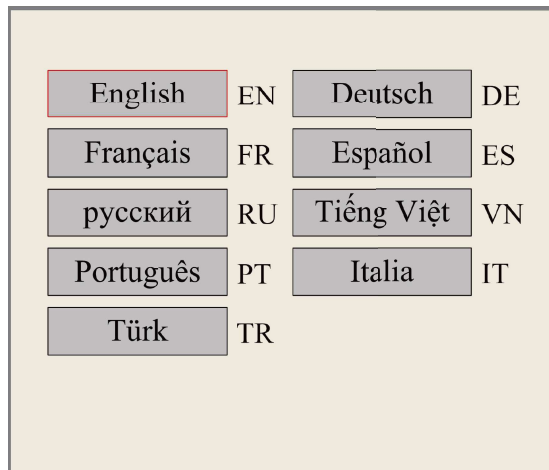 English EN Deutsch DE
Français FR Español ES
русский RU Tiếng Việt VN
Português PT Italia IT
Türk TR